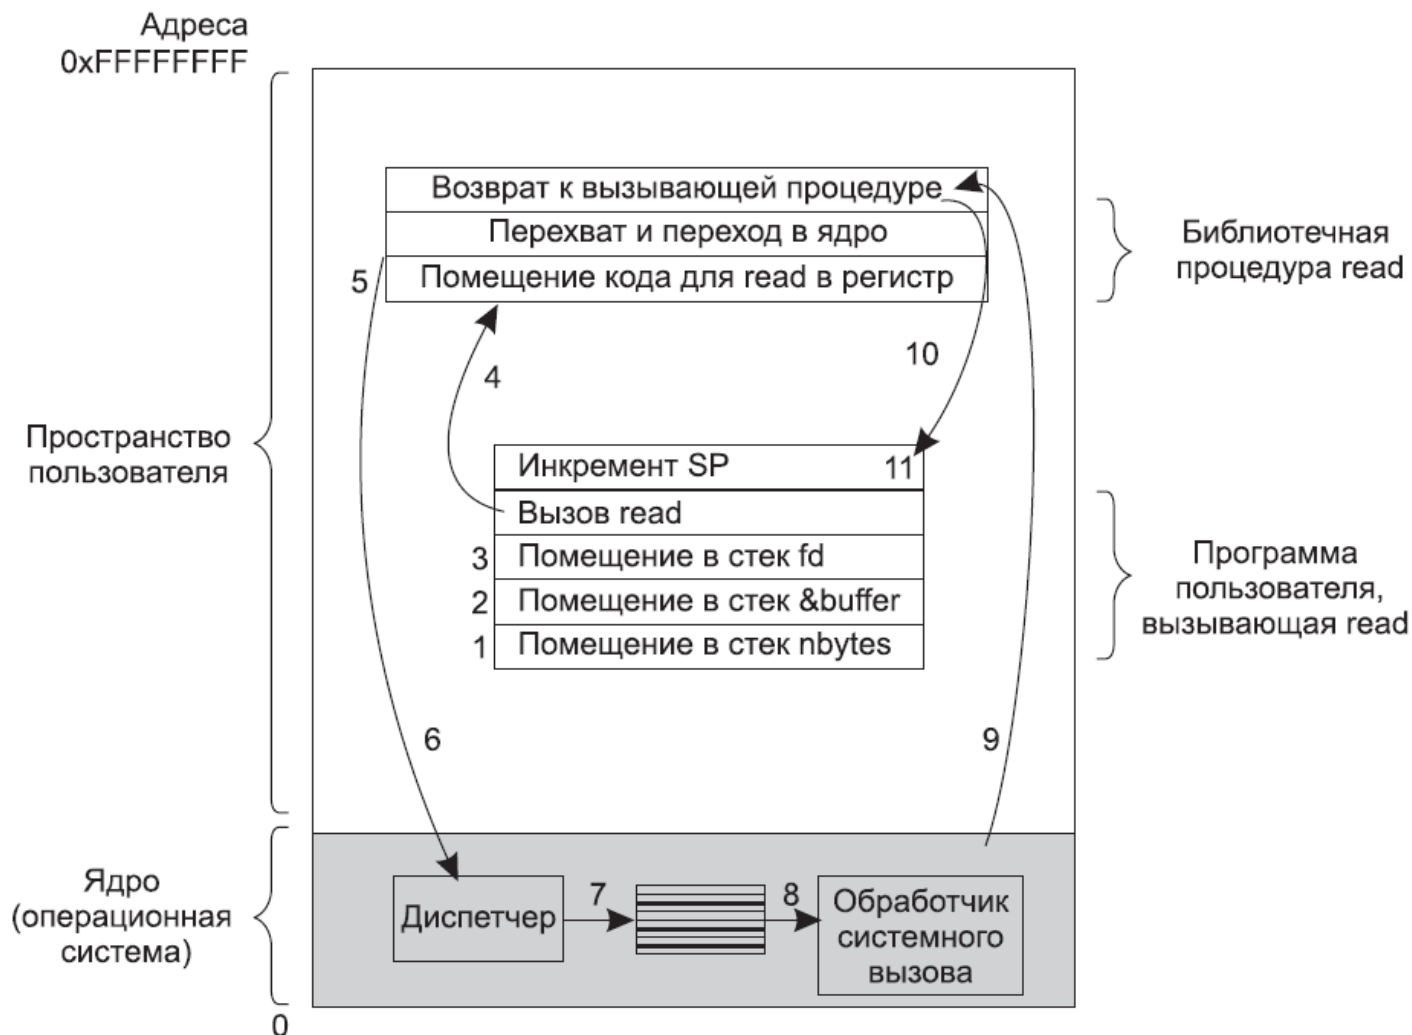 Адреса
0xFFFFFFFF
Возврат к вызывающей процедуре
Перехват и переход в ядро
5
Помещение кода для read в регистр
Библиотечная
процедура read
4
10
Пространство
пользователя
Инкремент SP
11
Вызов read
3
Помещение в стек fd
2
Помещение в стек &buffer
1
Помещение в стек nbytes
Программа
пользователя,
вызывающая read
6
9
Ядро
(операционная
система)
Диспетчер
7
8
Обработчик
системного
вызова
0